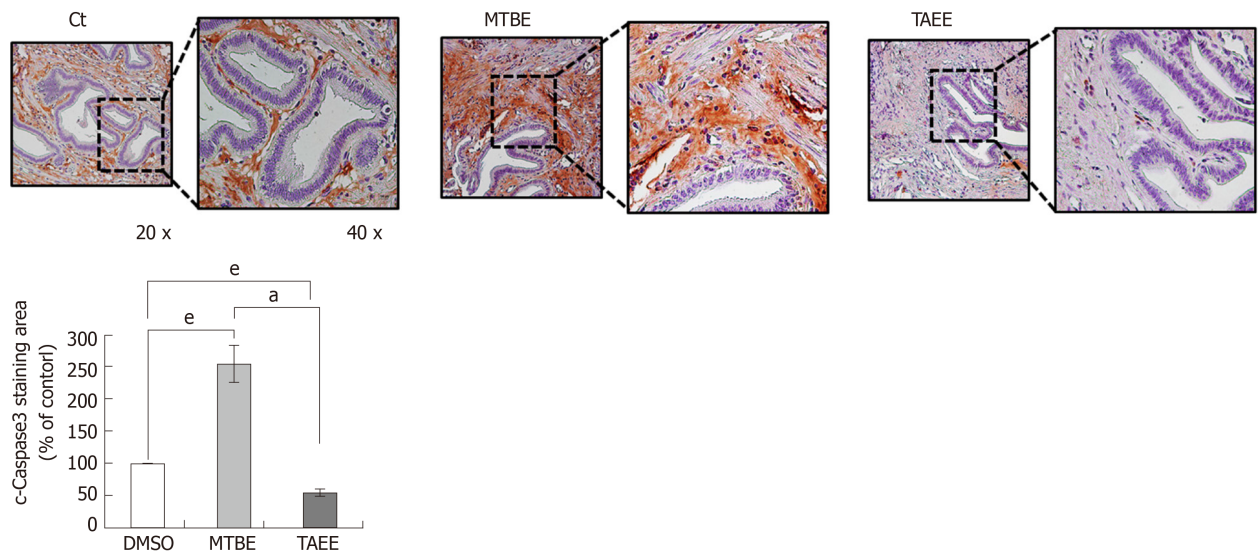 Ct
MTBE
TAEE
20 x
40 x
e
a
e
c-Caspase3 staining area
(% of contorl)
300
250
200
150
100
50
0
DMSO
MTBE
TAEE